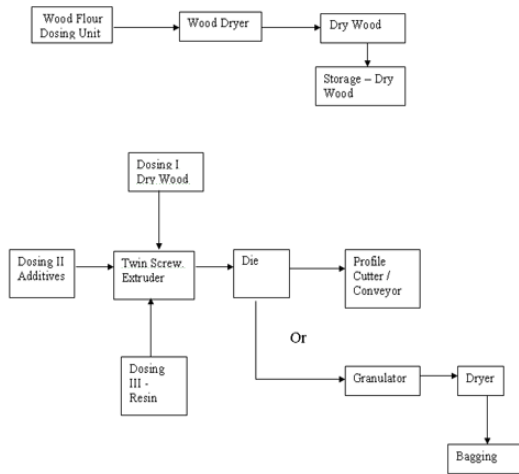 Wood Flour
Dosing Unit
Wood Dryer
Dry Wood
Storage – Dry
Wood
Dosing I
Dry Wood
Dosing II
Additives
Twin Screw.
Extruder
Die
Profile
Cutter /
Conveyor
Or
Dosing
III -
Resin
Granulator
Dryer
Bagging